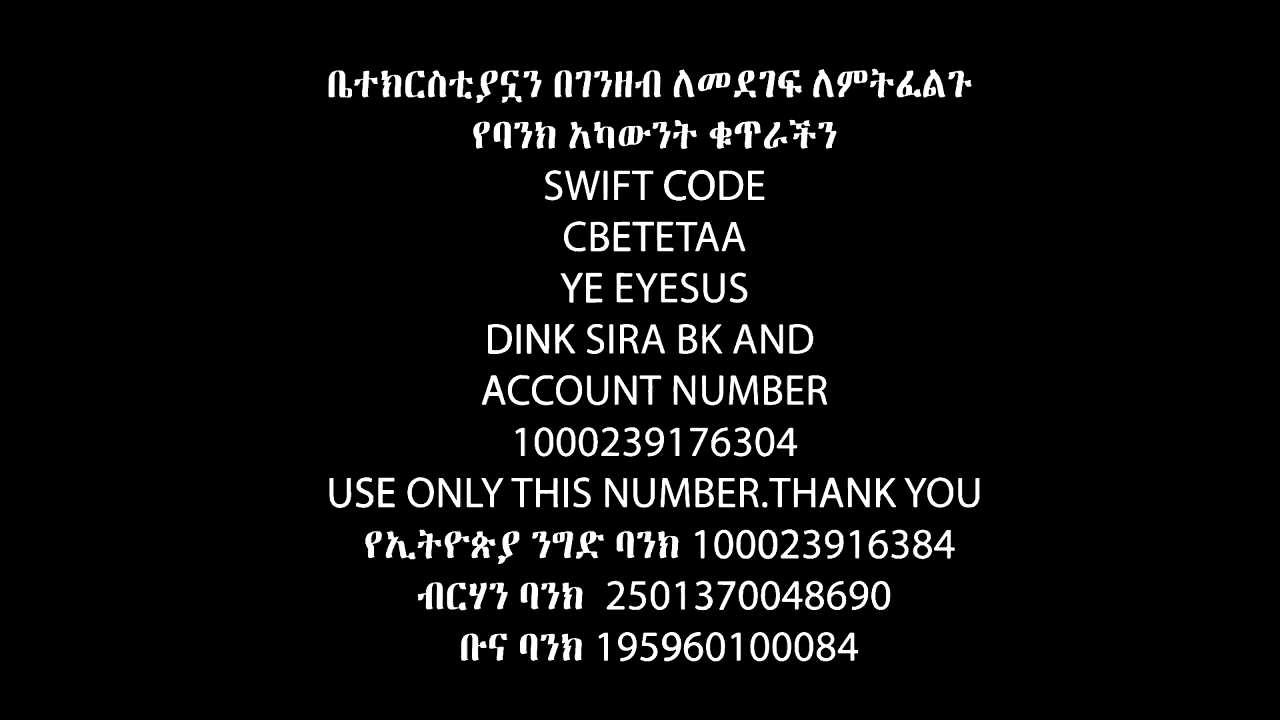 ቤተክርስቲያኗን በገንዘብ ለመደገፍ ለምትፈልጉ
የባንክ አካውንት ቁጥራችን
SWIFT CODE
CBETETAA
YE EYESUS
DINK SIRA BK AND
ACCOUNT NUMBER
1000239176304
USE ONLY THIS NUMBER.THANK YOU
የኢትዮጵያ ንግድ ባንክ 100023916384
ብርሃን ባንክ 2501370048690
ቡና ባንክ 195960100084